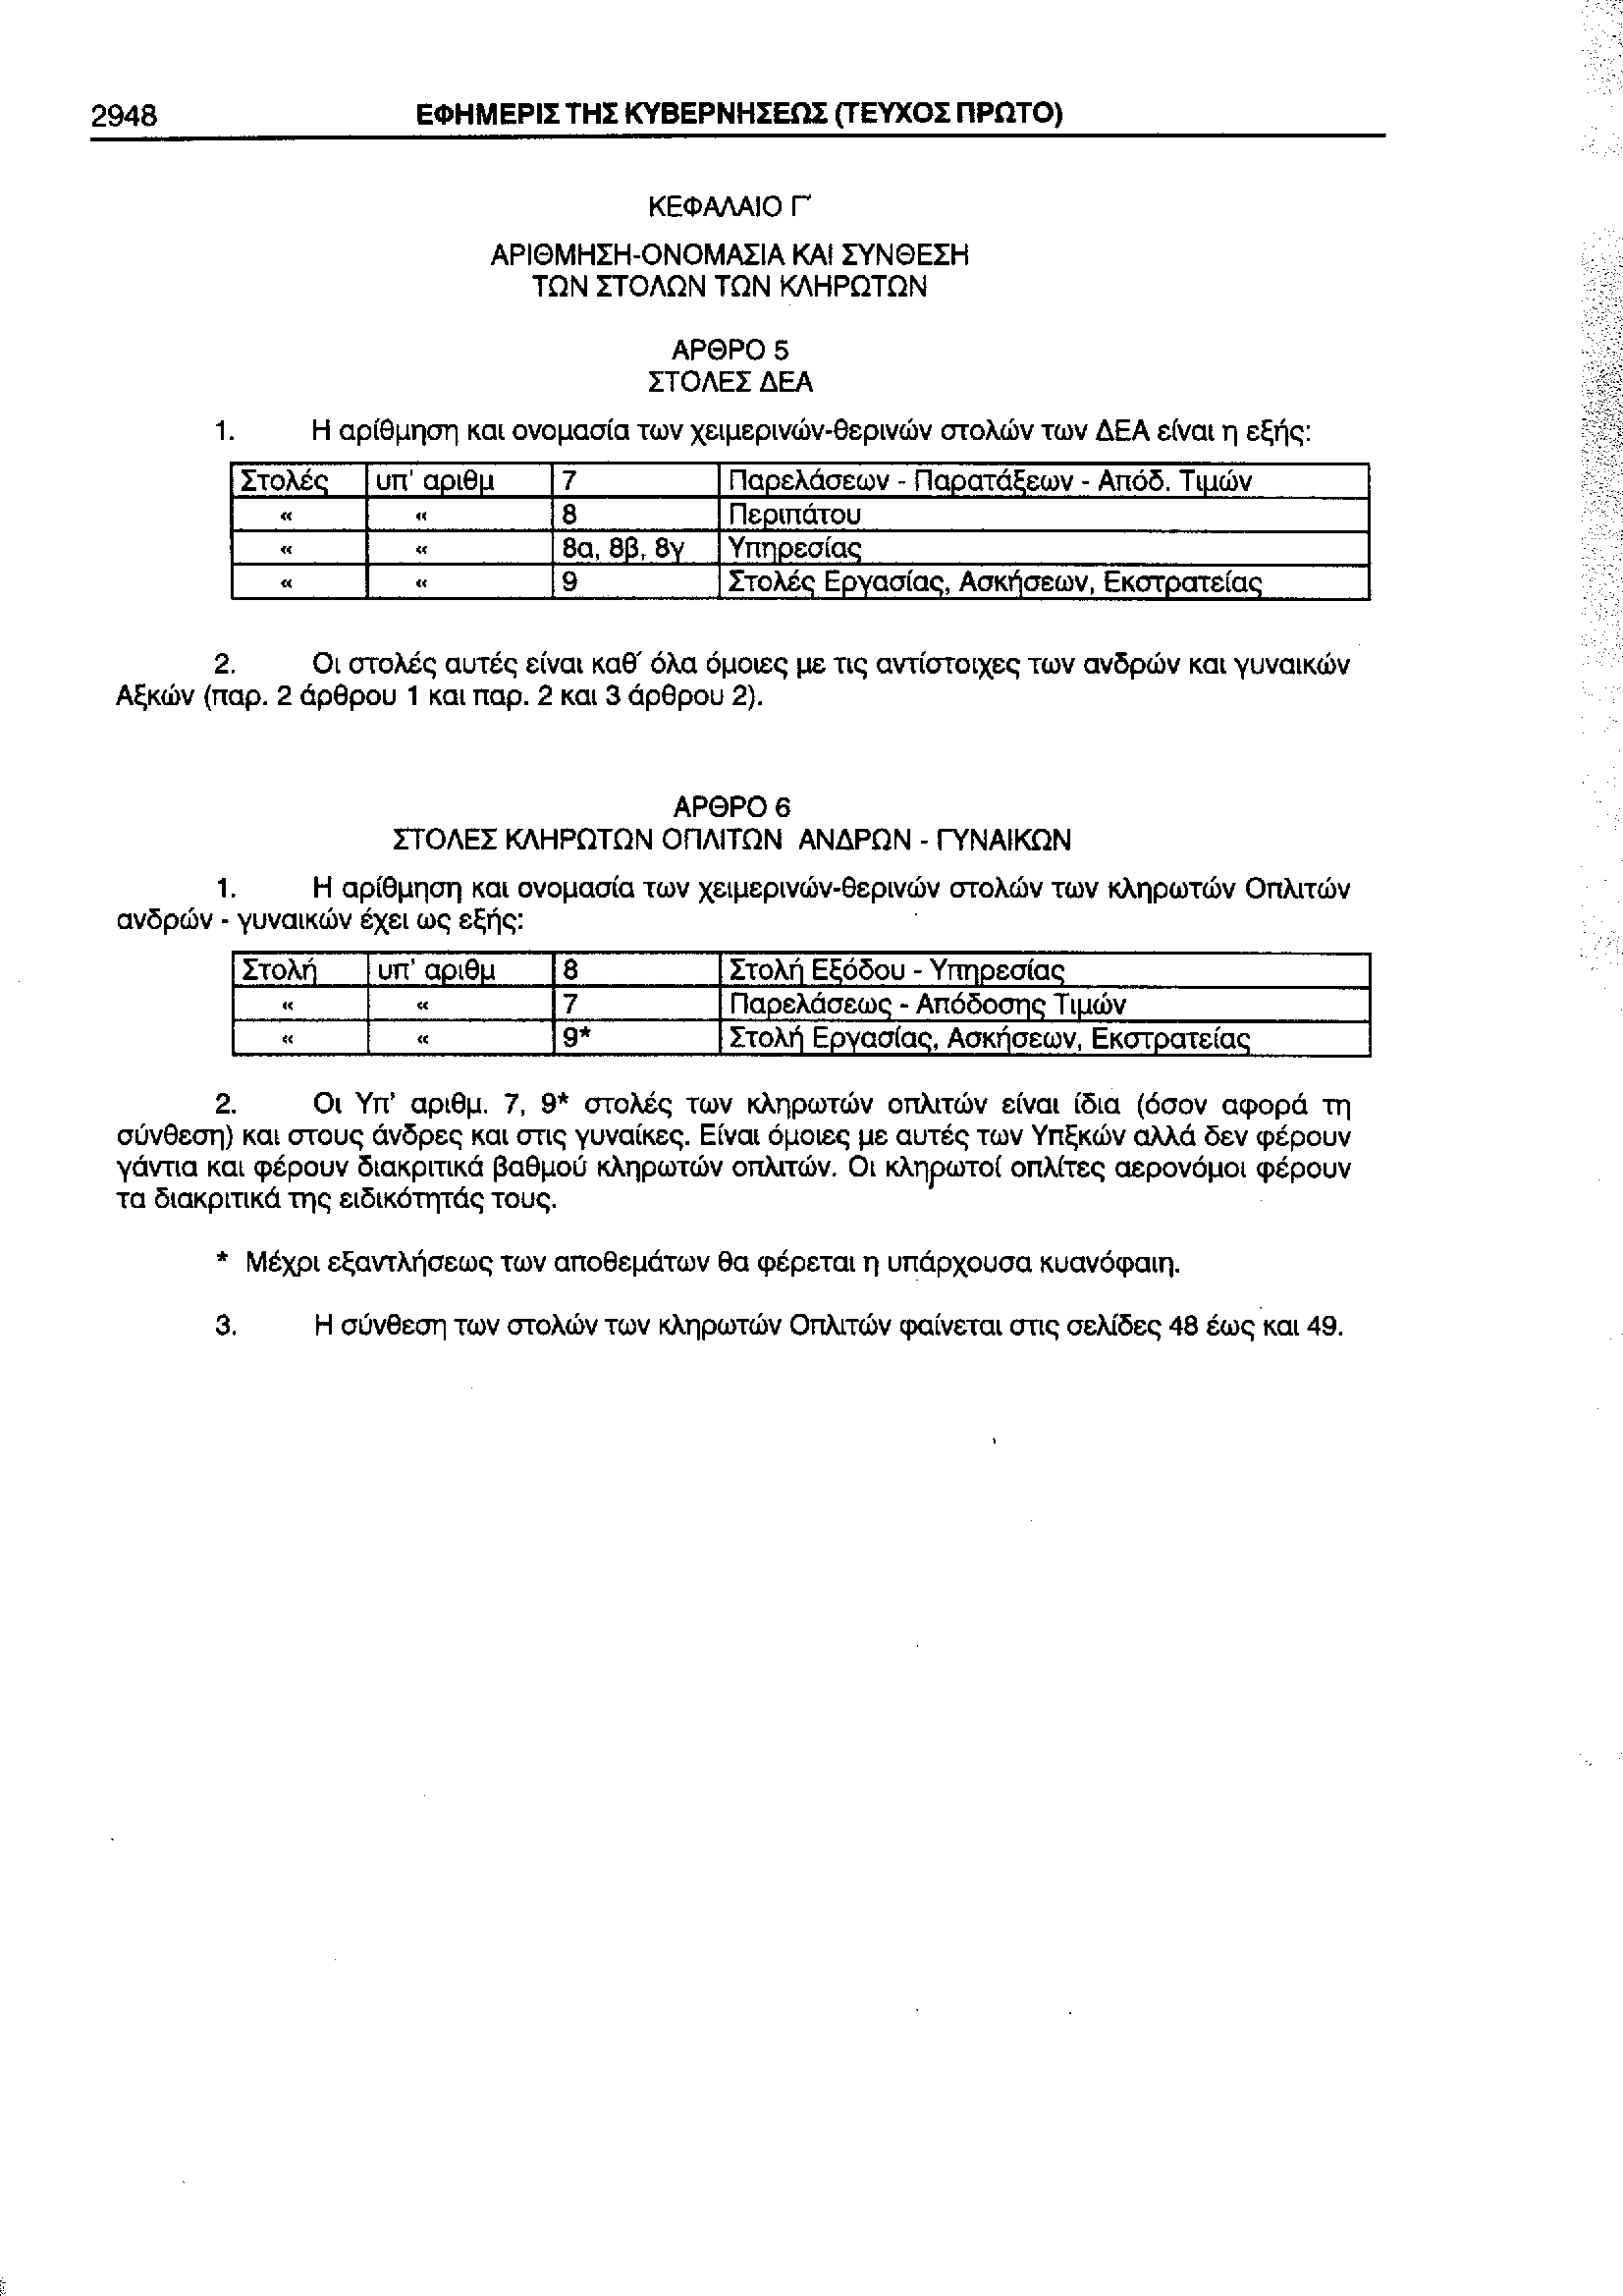 2948 ΕΦΗΜΕΡΙΣ ΤΗΣ ΚΥΒΕΡΝΗΣΕΩΣ (ΤΕΥΧΟΣ ΠΡΩΤΟ)
ΚΕΦΑΛΑΙΟ Γ'
ΑΡΙΘΜΗΣΗ-ΟΝΟΜΑΣΙΑ ΚΑΙ ΣΥΝΘΕΣΗ
ΤΩΝ ΣΤΟΛΩΝ ΤΩΝ ΚΛΗΡΩΤΩΝ
ΑΡΘΡΟ 5
ΣΤΟΛΕΣ ΔΕΑ
1. Η αρίθμηση και ονομασία των χειμερινών-θερινών στολών των ΔΕΑ είναι η εξής:
Στολές υπ' αριθμ 7 Παρελάσεων - Παρατάξεων - Απόδ. Τιμών
« « 8 Περιπάτου
« « 8α, 8β, 8γ Υπηρεσίας
« « 9 Στολές Εργασίας, Ασκήσεων, Εκστρατείας
2. Οι στολές αυτές είναι καθ' όλα όμοιες με τις αντίστοιχες των ανδρών και γυναικών
Αξκών (παρ. 2 άρθρου 1 και παρ. 2 και 3 άρθρου 2).
ΑΡΘΡΟ 6
ΣΤΟΛΕΣ ΚΛΗΡΩΤΩΝ ΟΠΛΙΤΩΝ ΑΝΔΡΩΝ - ΓΥΝΑΙΚΩΝ
1. Η αρίθμηση και ονομασία των χειμερινών-θερινών στολών των κληρωτών Οπλιτών
ανδρών - γυναικών έχει ως εξής:
Στολή υπ' αριθμ 8 Στολή Εξόδου - Υπηρεσίας
« « 7 Παρελάσεως - Απόδοσης Τιμών
« « 9* Στολή Εργασίας, Ασκήσεων, Εκστρατείας
2. Οι Υπ' αριθμ. 7, 9* στολές των κληρωτών οπλιτών είναι ίδια (όσον αφορά τη
σύνθεση) και στους άνδρες και στις γυναίκες. Είναι όμοιες με αυτές των Υπξκών αλλά δεν φέρουν
γάντια και φέρουν διακριτικά βαθμού κληρωτών οπλιτών. Οι κληρωτοί οπλίτες αερονόμοι φέρουν
τα διακριτικά της ειδικότητάς τους.
* Μέχρι εξαντλήσεως των αποθεμάτων θα φέρεται η υπάρχουσα κυανόφαιη.
3. Η σύνθεση των στολών των κληρωτών Οπλιτών φαίνεται στις σελίδες 48 έως και 49.